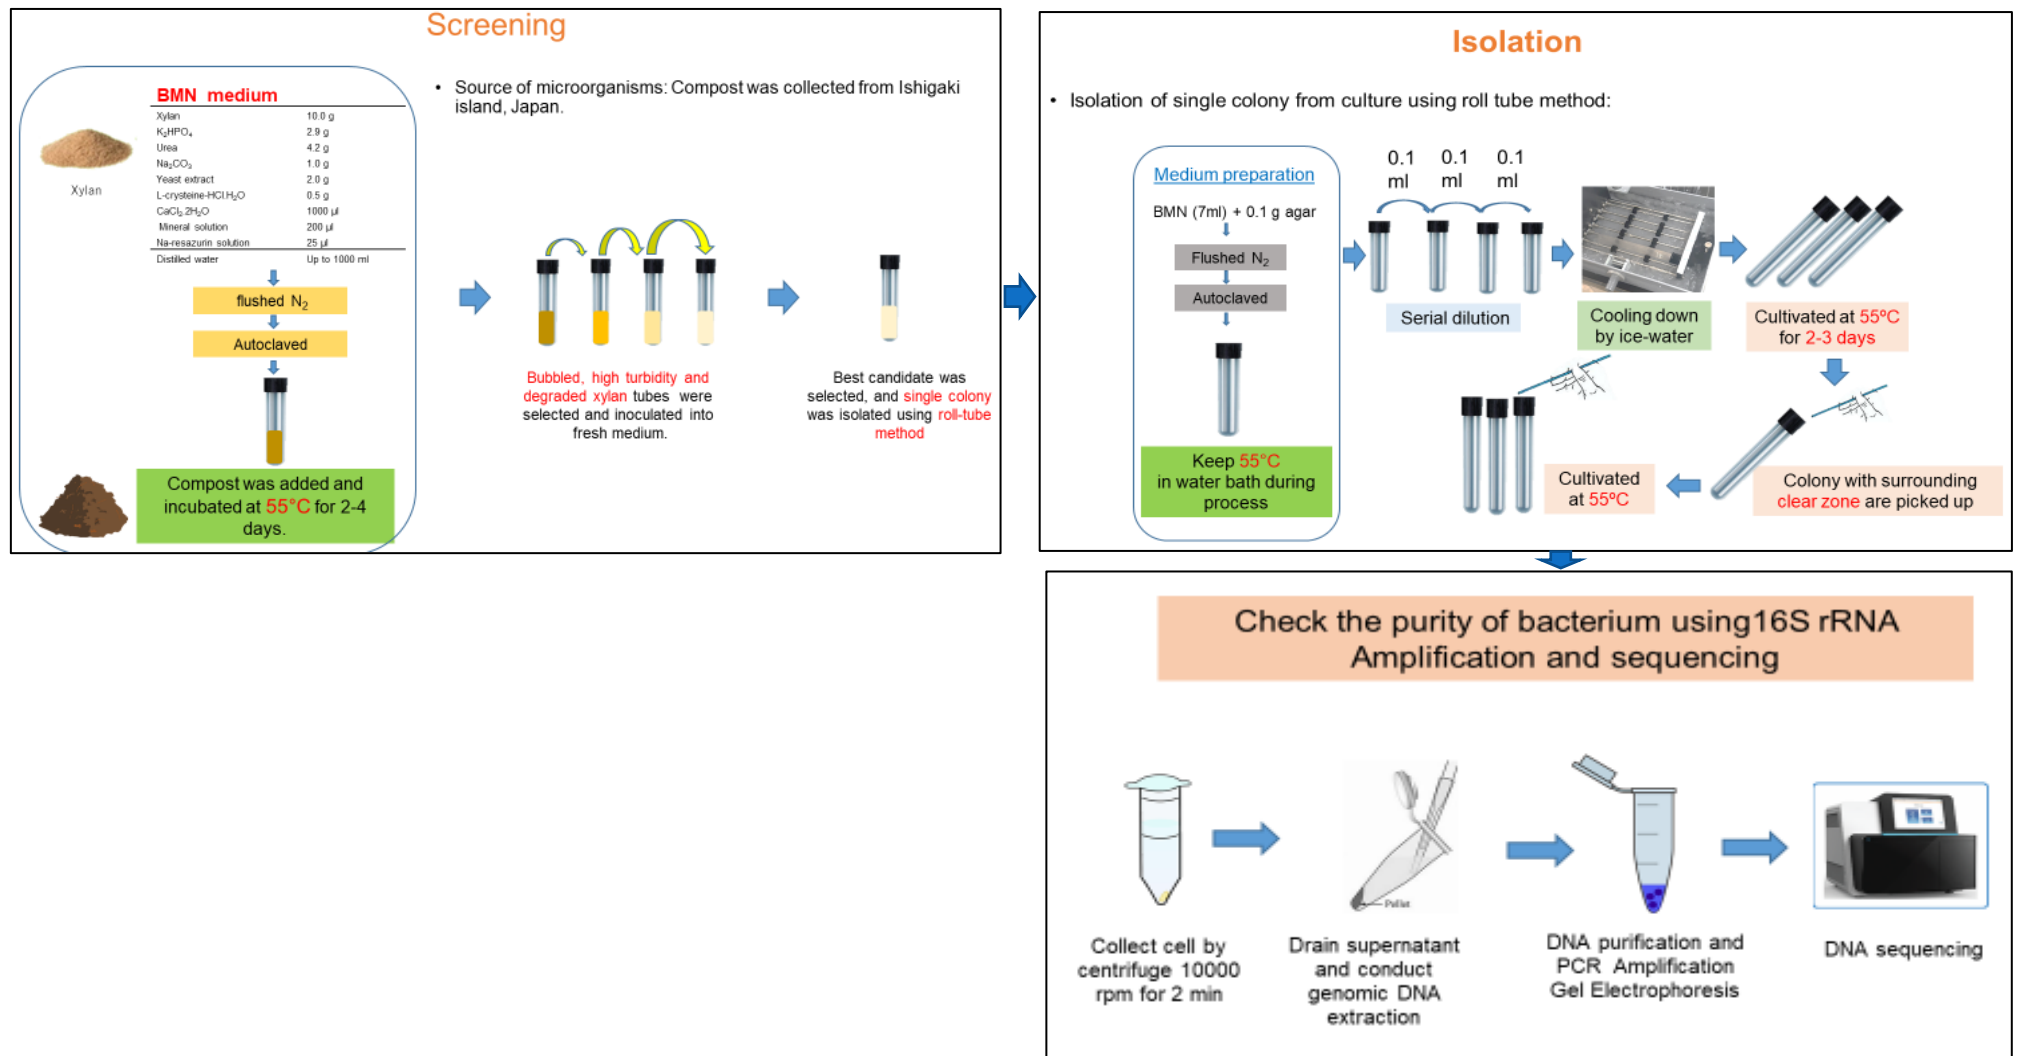 Screening
BMN medium
Xylan 10.0 g
K₂HPO₄ 2.9 g
Urea 4.2 g
Na₂CO₃ 1.0 g
Yeast extract 2.0 g
L-crysteine-HCl.H₂O 0.5 g
CaCl₂.2H₂O 1000 µl
Mineral solution 200 µl
Na-resazurin solution 25 µl
Distilled water Up to 1000 ml
Xylan
flushed N₂
Autoclaved
Compost was added and
incubated at 55°C for 2-4
days.
• Source of microorganisms: Compost was collected from Ishigaki
island, Japan.
Bubbled, high turbidity and
degraded xylan tubes were
selected and inoculated into
fresh medium.
Best candidate was
selected, and single colony
was isolated using roll-tube
method
Isolation
• Isolation of single colony from culture using roll tube method:
Medium preparation
BMN (7ml) + 0.1 g agar
Flushed N₂
Autoclaved
Keep 55°C
in water bath during
process
0.1 0.1 0.1
ml ml ml
Serial dilution
Cooling down
by ice-water
Cultivated at 55ºC
for 2-3 days
Colony with surrounding
clear zone are picked up
Cultivated
at 55ºC
Check the purity of bacterium using16S rRNA
Amplification and sequencing
Pellet
Collect cell by
centrifuge 10000
rpm for 2 min
Drain supernatant
and conduct
genomic DNA
extraction
DNA purification and
PCR Amplification
Gel Electrophoresis
DNA sequencing